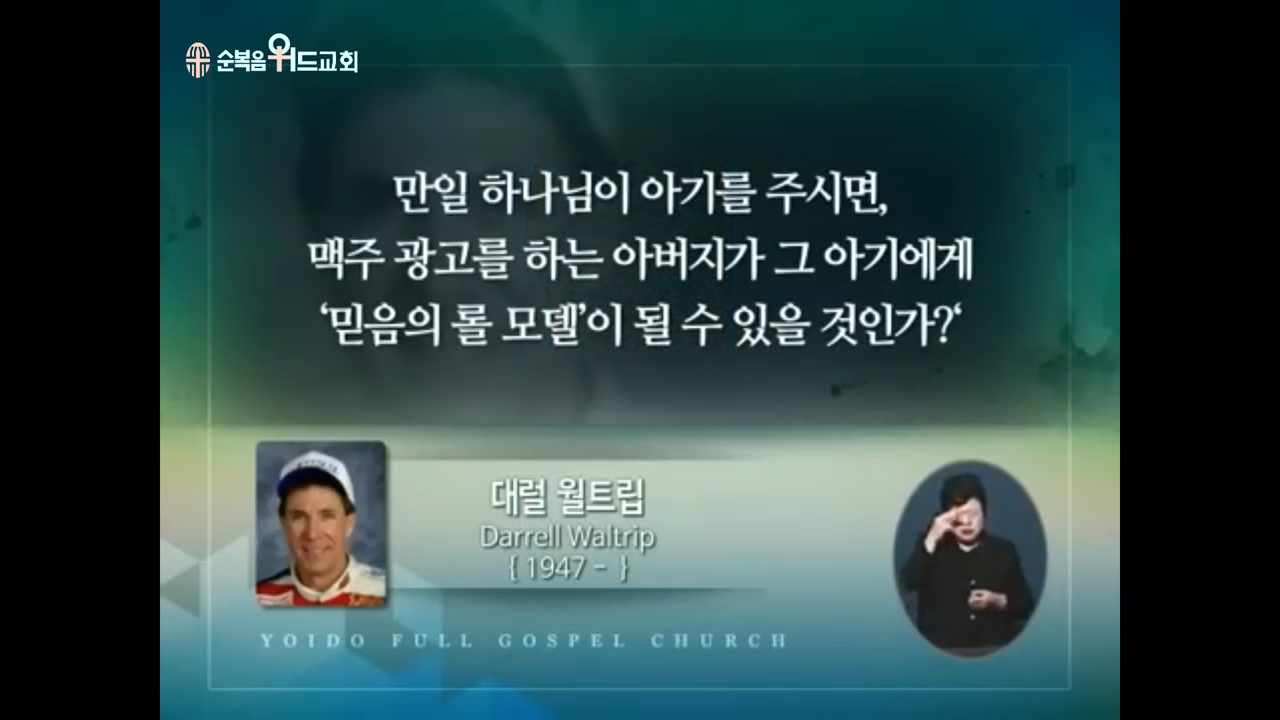 순복음워드교회
만일 하나님이 아기를 주시면,
맥주 광고를 하는 아버지가 그 아기에게
‘믿음의 롤 모델’이 될 수 있을 것인가?‘
대럴 월트립
Darrell Waltrip
{ 1947 - }
YOIDO FULL GOSPEL CHURCH